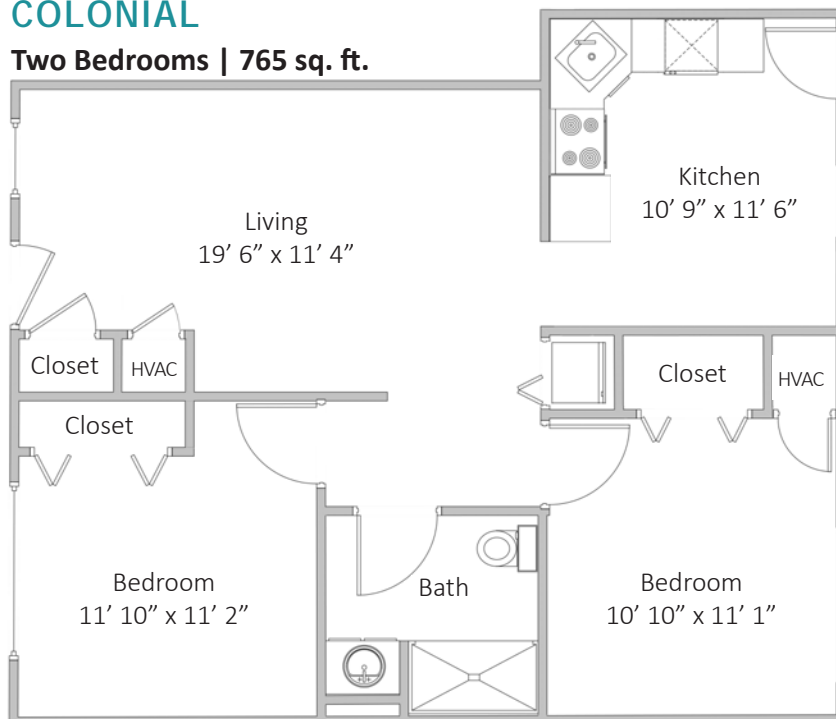 COLONIAL
Two Bedrooms | 765 sq. ft.
Kitchen
10’ 9” x 11’ 6”
Living
19’ 6” x 11’ 4”
Closet
HVAC
Closet
HVAC
Closet
Bedroom
11’ 10” x 11’ 2”
Bath
Bedroom
10’ 10” x 11’ 1”